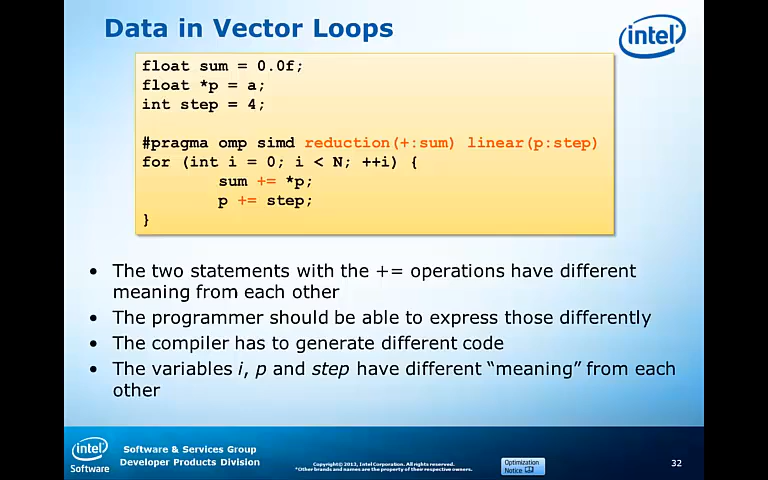 Data in Vector Loops
intel
float sum = 0.0f;
float *p = a;
int step = 4;
#pragma omp simd reduction(+:sum) linear(p:step)
for (int i = 0; i < N; ++i) {
sum += *p;
p += step;
}
• The two statements with the += operations have different
meaning from each other
• The programmer should be able to express those differently
• The compiler has to generate different code
• The variables i, p and step have different “meaning” from each
other
intel
Software
Software & Services Group
Developer Products Division
Copyright© 2012, Intel Corporation. All rights reserved.
*Other brands and names are the property of their respective owners.
Optimization
Notice
32